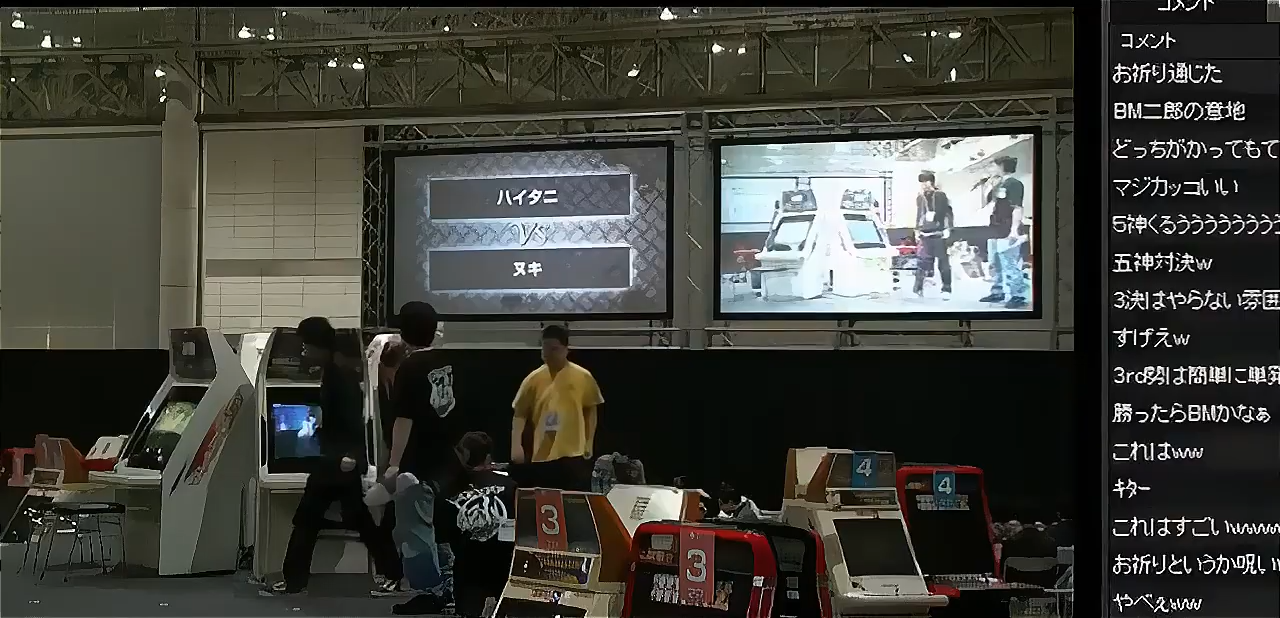 ハイタニ
VS
ヌキ
3
3
4
4
コメント
コメント
お祈り通じた
BM二郎の意地
どっちがかってもて
マジカッコいい
5神くるううううううう
五神対決w
3決はやらない雰囲
すげえw
3rd勢は簡単に単発
勝ったらBMかなぁ
これはww
キター
これはすごいwwww
お祈りというか呪い
やべぇww